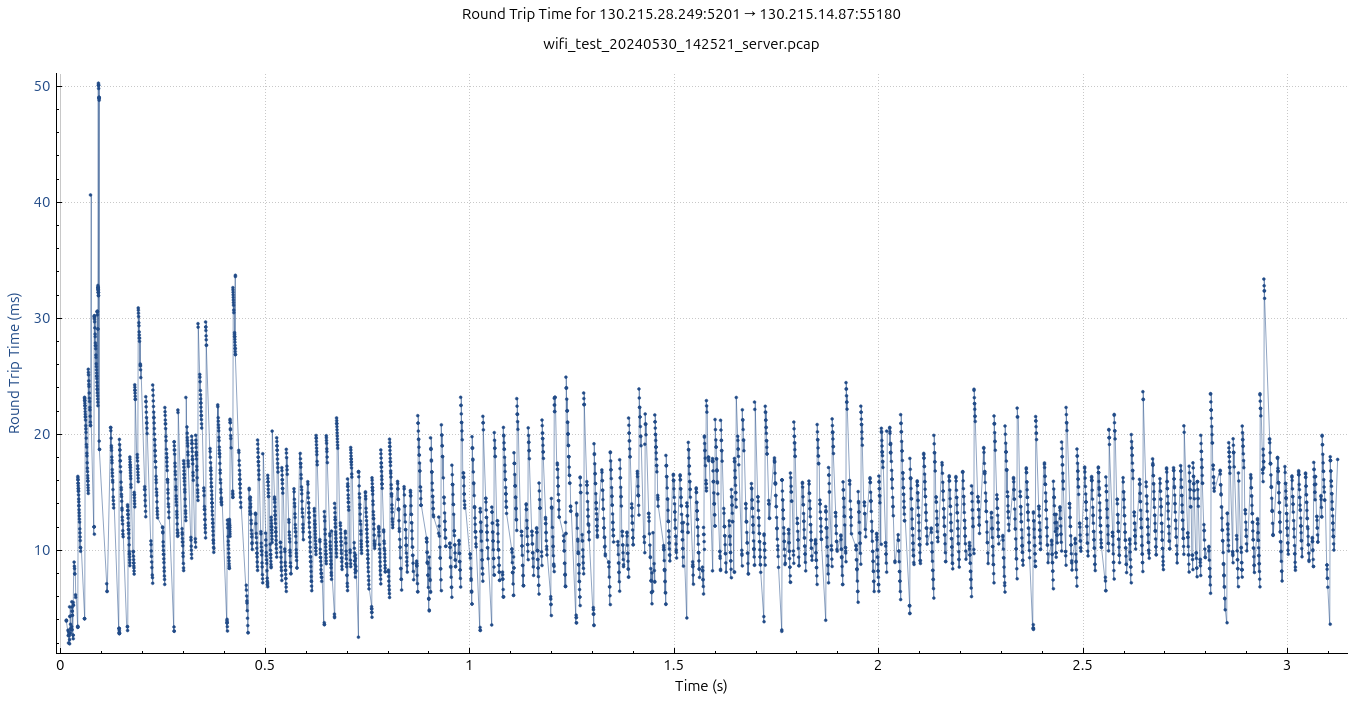 Round Trip Time for 130.215.28.249:5201 → 130.215.14.87:55180
wifi_test_20240530_142521_server.pcap
Round Trip Time (ms)
50
40
30
20
10
0 0.5 1 1.5 2 2.5 3
Time (s)